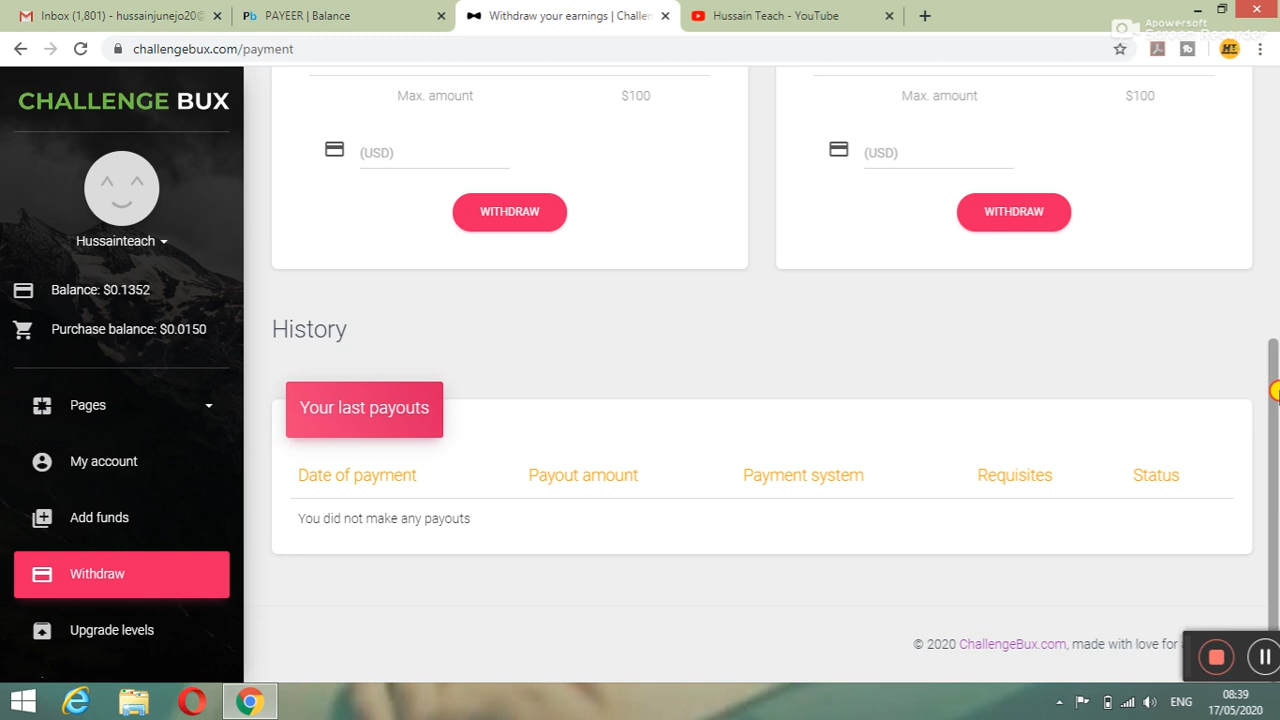 Inbox (1,801) - hussainjunejo20@
PAYEER | Balance
Withdraw your earnings | Challen
Hussain Teach - YouTube
Apowersoft
Screen Recorder
challengebux.com/payment
CHALLENGE BUX
Hussainteach
Balance: $0.1352
Purchase balance: $0.0150
Pages
My account
Add funds
Withdraw
Upgrade levels
Max. amount $100
Max. amount $100
(USD)
(USD)
WITHDRAW
WITHDRAW
History
Your last payouts
Date of payment Payout amount Payment system Requisites Status
You did not make any payouts
© 2020 ChallengeBux.com, made with love for
ENG
08:39
17/05/2020